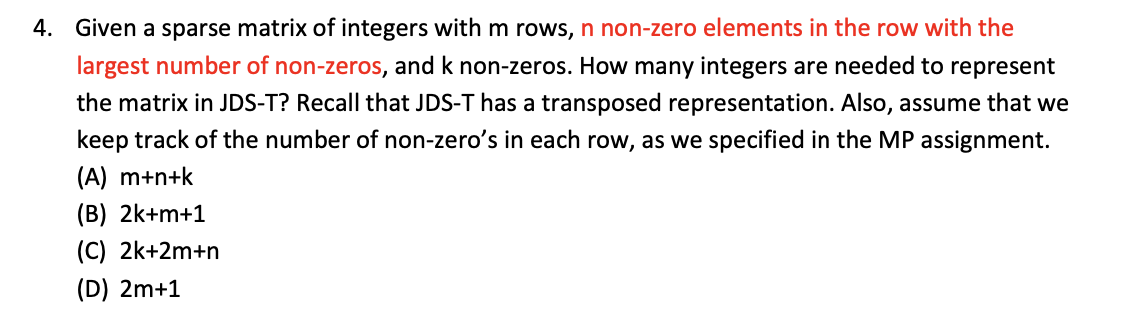 4. Given a sparse matrix of integers with m rows, n non-zero elements in the row with the
largest number of non-zeros, and k non-zeros. How many integers are needed to represent
the matrix in JDS-T? Recall that JDS-T has a transposed representation. Also, assume that we
keep track of the number of non-zero’s in each row, as we specified in the MP assignment.
(A) m+n+k
(B) 2k+m+1
(C) 2k+2m+n
(D) 2m+1